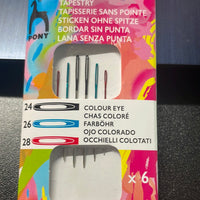 TAPESTRY
TAPISSERIE SANS POINTE
STICKEN OHNE SPITZE
BORDAR SIN PUNTA
LANA SENZA PUNTA
PONY
24 COLOUR EYE
CHAS COLORÉ
26 FARBÖHR
OJO COLORADO
28 OCCHIELLI COLOTATI
x 6